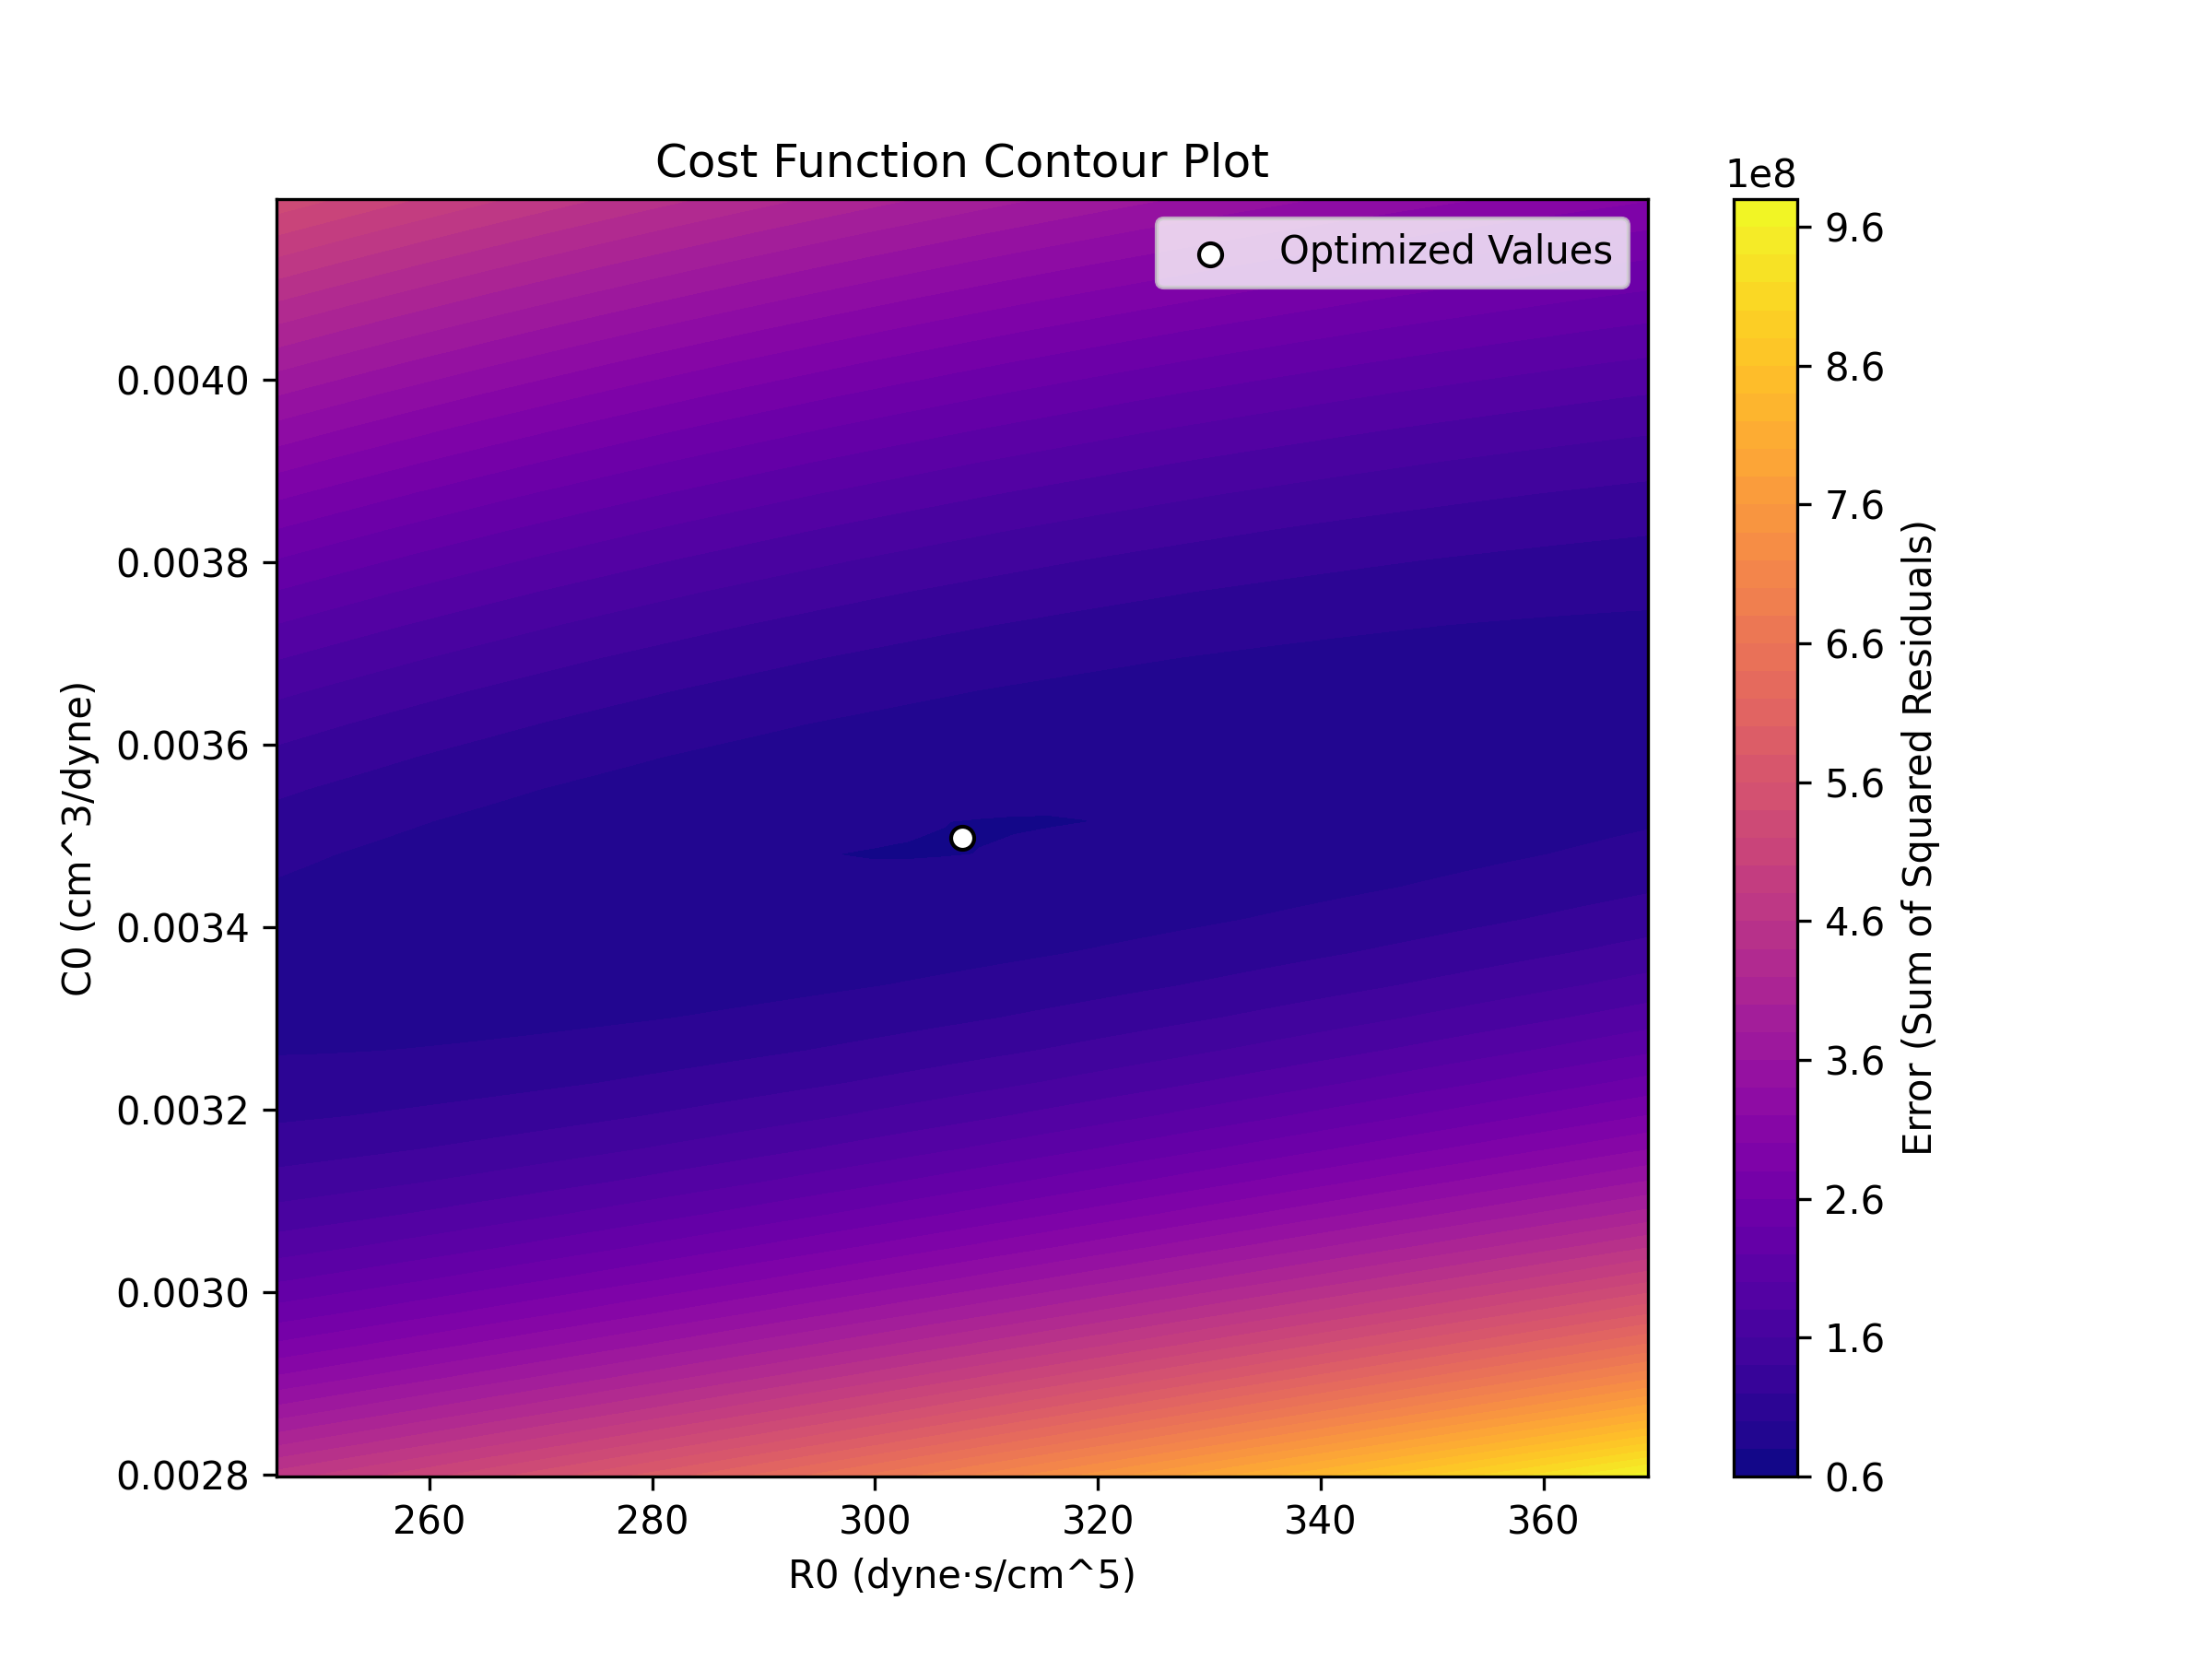 Cost Function Contour Plot
1e8
Optimized Values
C0 (cm^3/dyne)
0.0040
0.0038
0.0036
0.0034
0.0032
0.0030
0.0028
260 280 300 320 340 360
R0 (dyne·s/cm^5)
9.6
8.6
7.6
6.6
5.6
4.6
3.6
2.6
1.6
0.6
Error (Sum of Squared Residuals)